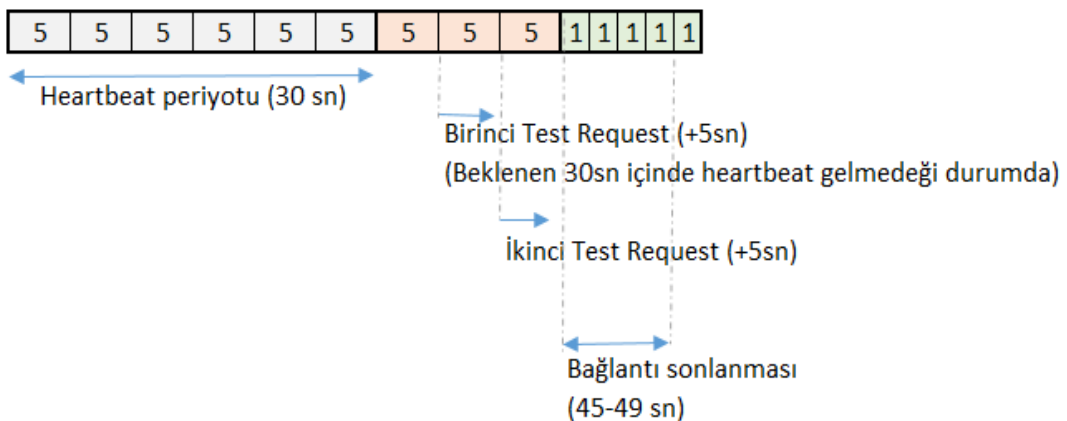 5 5 5 5 5 5 5 5 5 1 1 1 1 1
Heartbeat periyotu (30 sn)
Birinci Test Request (+5sn)
(Beklenen 30sn içinde heartbeat gelmedeği durumda)
İkinci Test Request (+5sn)
Bağlantı sonlanması
(45-49 sn)